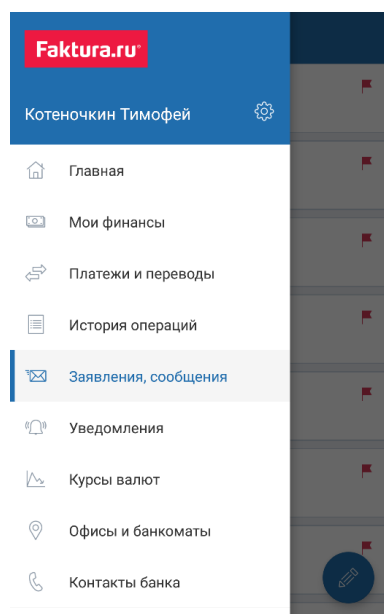 Faktura.ru
Котеночкин Тимофей
Главная
Мои финансы
Платежи и переводы
История операций
Заявления, сообщения
Уведомления
Курсы валют
Офисы и банкоматы
Контакты банка